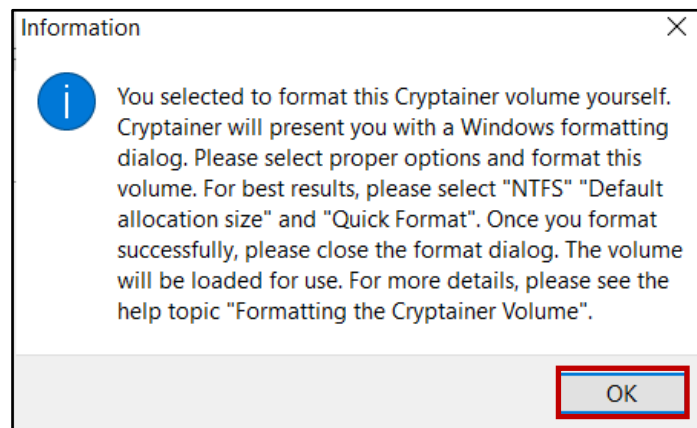 Information
You selected to format this Cryptainer volume yourself.
Cryptainer will present you with a Windows formatting
dialog. Please select proper options and format this
volume. For best results, please select "NTFS" "Default
allocation size" and "Quick Format". Once you format
successfully, please close the format dialog. The volume
will be loaded for use. For more details, please see the
help topic "Formatting the Cryptainer Volume".
OK